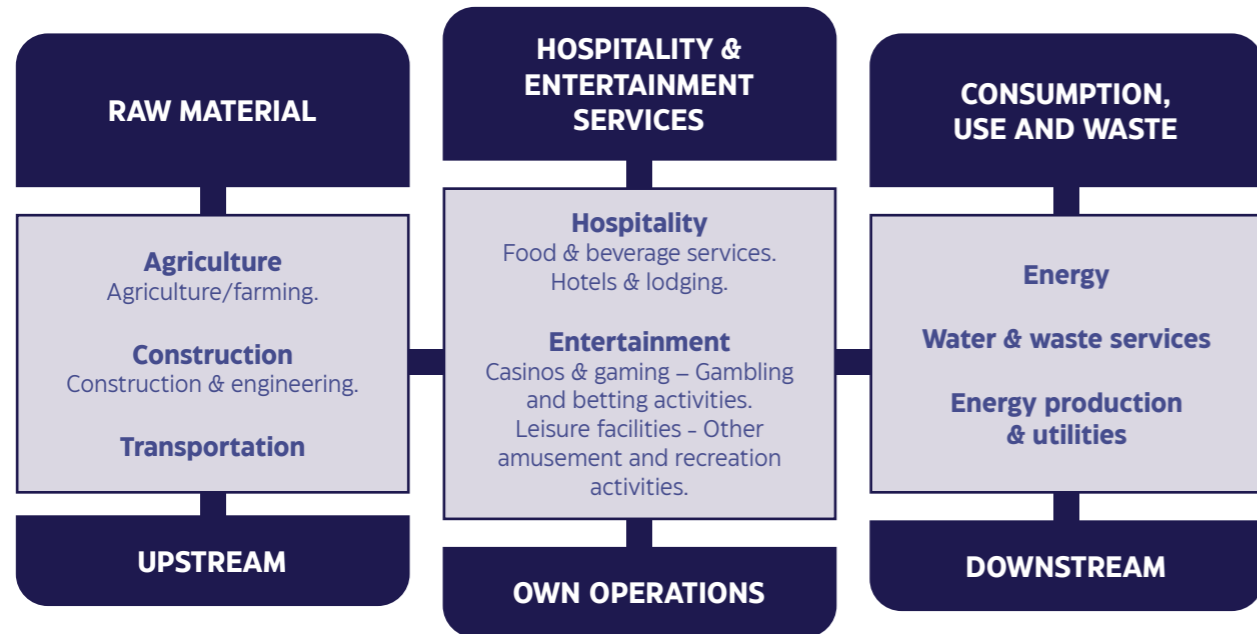 RAW MATERIAL
Agriculture
Agriculture/farming.
Construction
Construction & engineering.
Transportation
UPSTREAM
HOSPITALITY &
ENTERTAINMENT
SERVICES
Hospitality
Food & beverage services.
Hotels & lodging.
Entertainment
Casinos & gaming – Gambling
and betting activities.
Leisure facilities - Other
amusement and recreation
activities.
OWN OPERATIONS
CONSUMPTION,
USE AND WASTE
Energy
Water & waste services
Energy production
& utilities
DOWNSTREAM